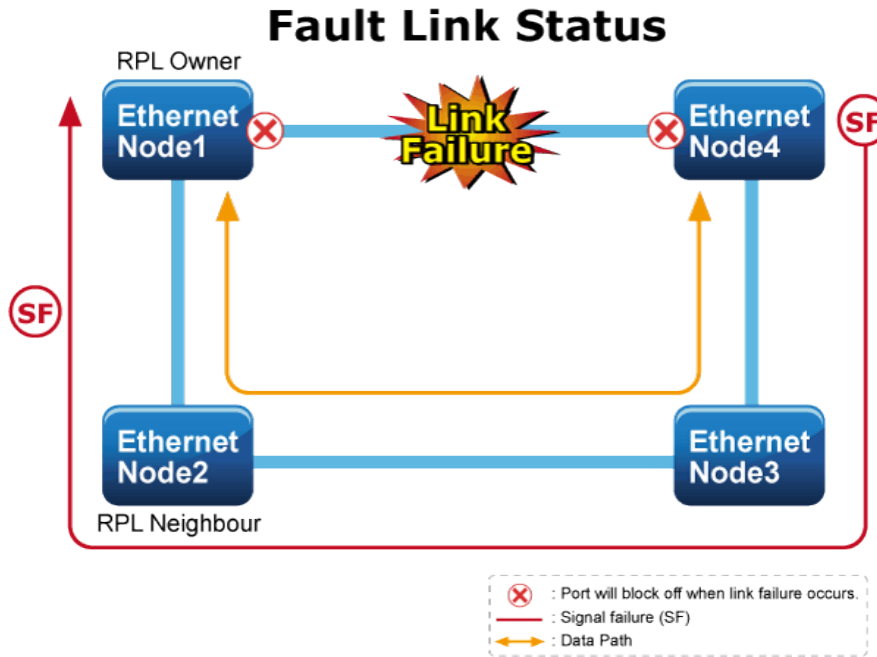 Fault Link Status
RPL Owner
Ethernet
Node1
Link
Failure
Ethernet
Node4
SF
SF
Ethernet
Node2
RPL Neighbour
Ethernet
Node3
: Port will block off when link failure occurs.
: Signal failure (SF)
: Data Path